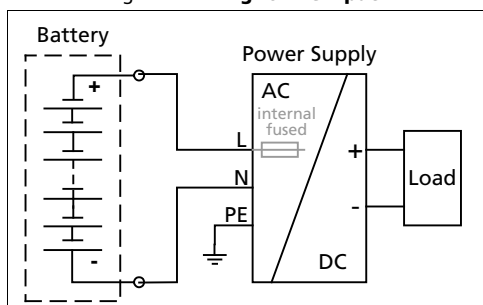 Battery
Power Supply
+
AC
internal
fused
L
+
N
Load
PE
-
-
DC